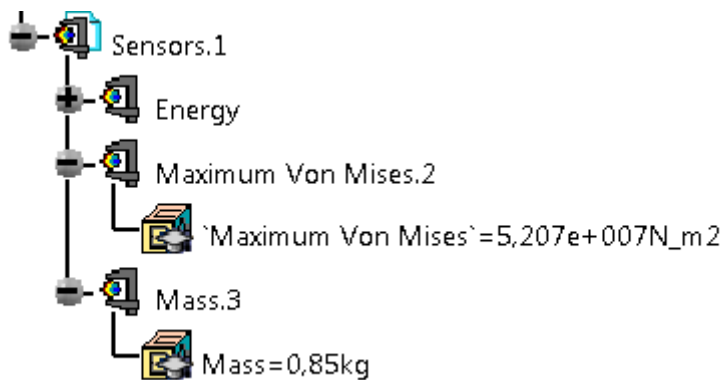 Sensors.1
Energy
Maximum Von Mises.2
`Maximum Von Mises`=5,207e+007N_m2
Mass.3
Mass=0,85kg